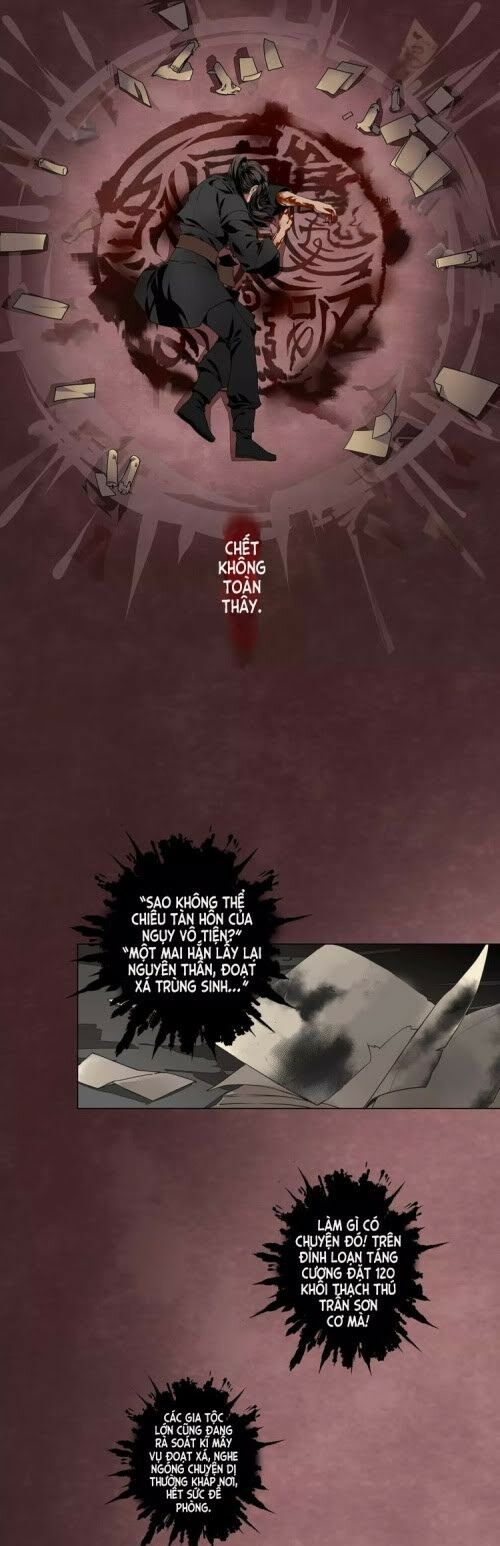 CHẾT
KHÔNG
TOÀN
THÂY.
"SAO KHÔNG THỂ
CHIÊU TÀN HỒN CỦA
NGỤY VÔ TIỆN?"
"MỘT MAI HẮN LẤY LẠI
NGUYÊN THẦN, ĐOẠT
XÁ TRÙNG SINH..."
LÀM GÌ CÓ
CHUYỆN ĐÓ! TRÊN
ĐỈNH LOẠN TÁNG
CƯƠNG ĐẶT 120
KHỐI THẠCH THÚ
TRẤN SƠN
CƠ MÀ!
CÁC GIA TỘC
LỚN CŨNG ĐANG
RÀ SOÁT KĨ MẤY
VỤ ĐOẠT XÁ, NGHE
NGÓNG CHUYỆN DỊ
THƯỜNG KHẮP NƠI,
HẾT SỨC ĐỀ
PHÒNG.